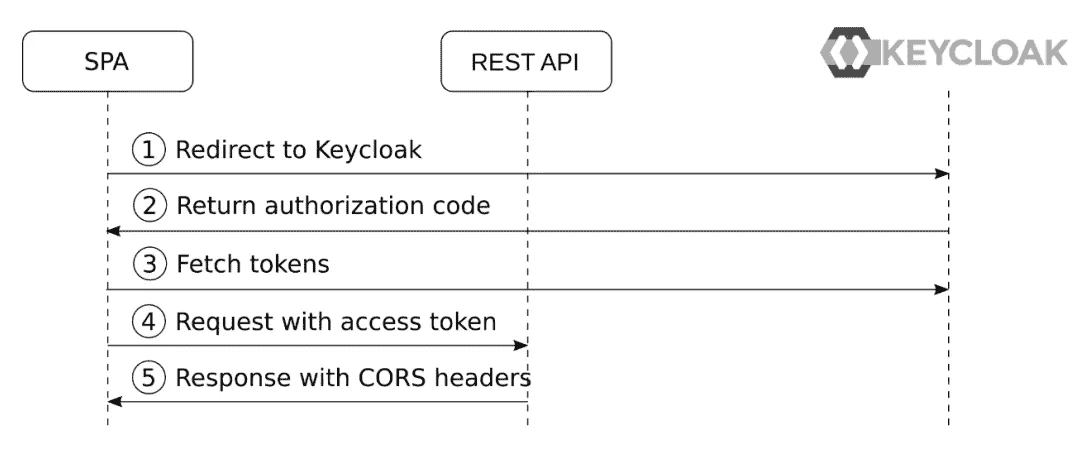 SPA
REST API
KEYCLOAK
1 Redirect to Keycloak
2 Return authorization code
3 Fetch tokens
4 Request with access token
5 Response with CORS headers